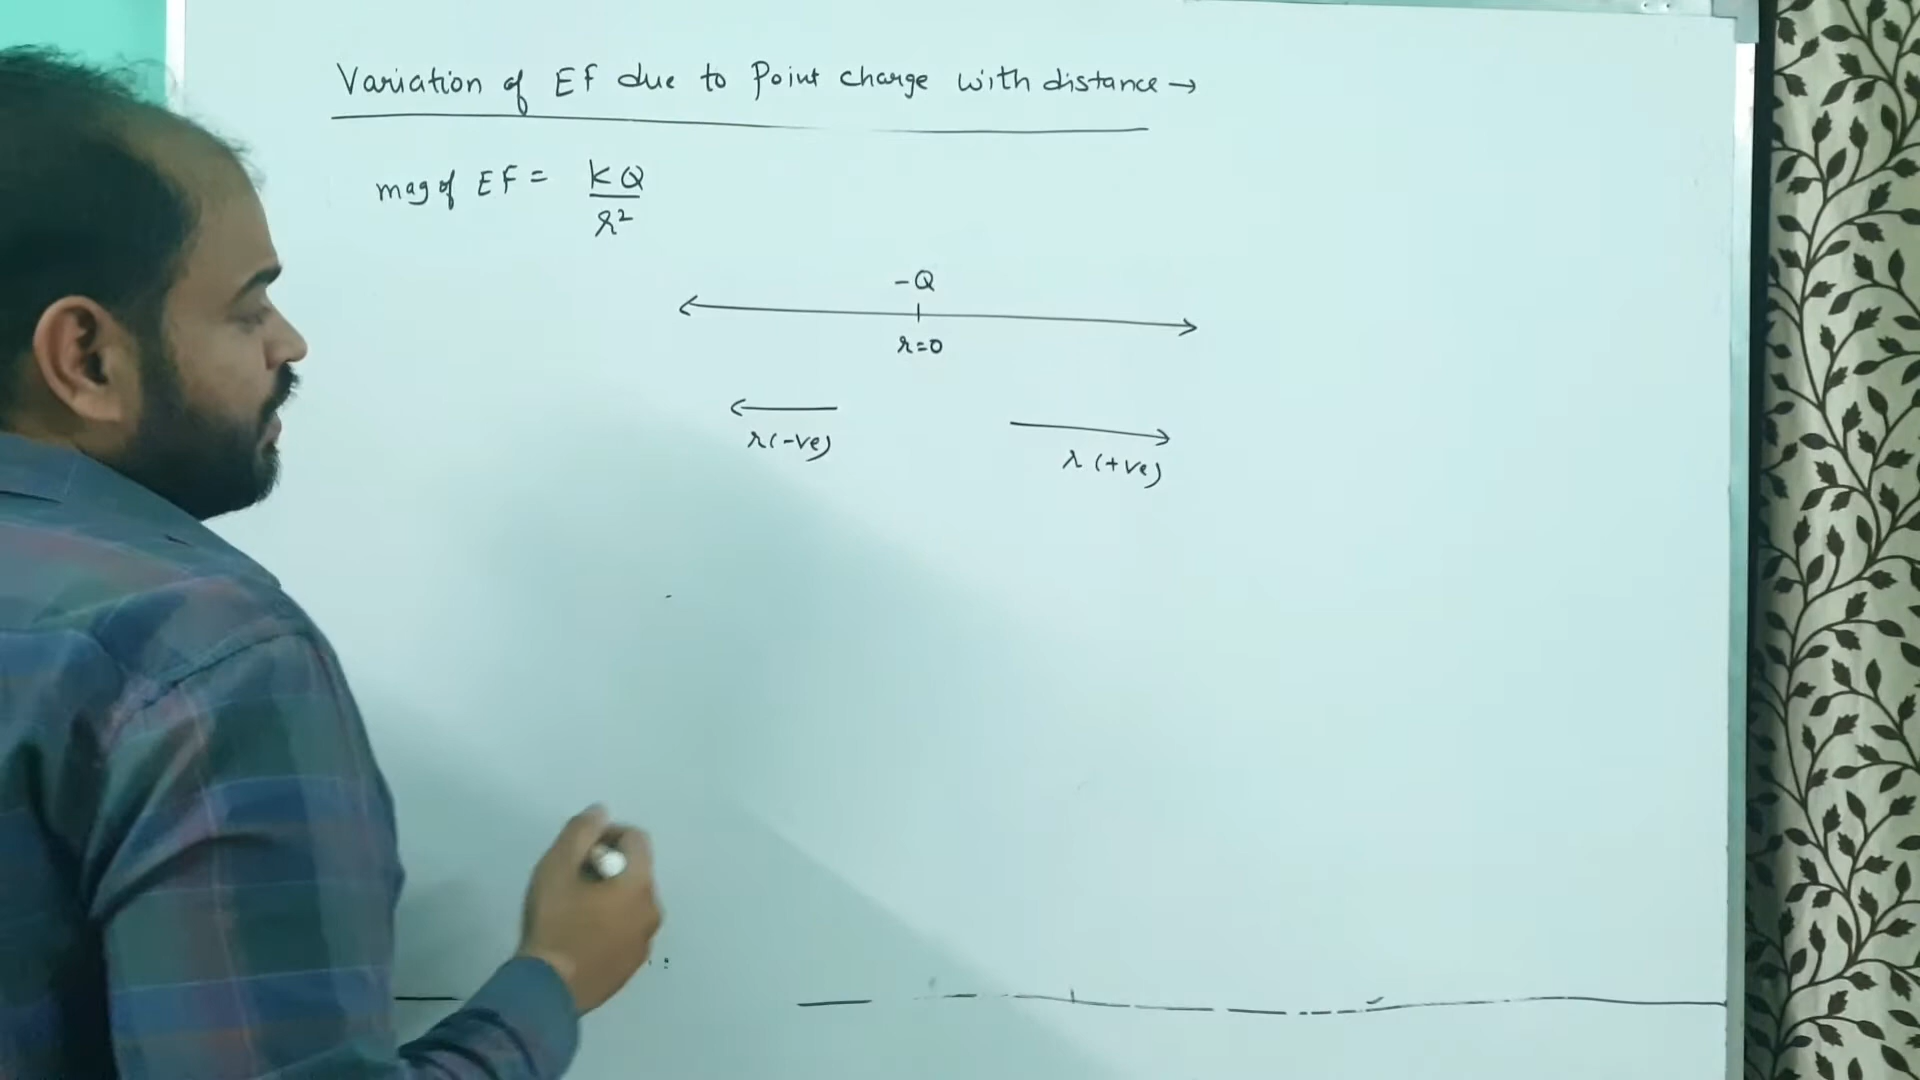 Variation of EF due to Point charge with distance →
mag of EF = kQ
r²
-Q
r=0
r(-ve)
r (+ve)